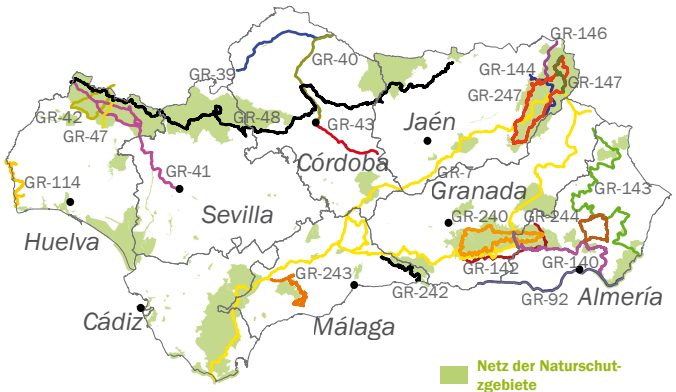 GR-146
GR-39
GR-40
GR-144
GR-147
GR-247
GR-42
GR-48
GR-43
Jaén
GR-47
Córdoba
GR-41
GR-7
GR-114
Granada
GR-143
Sevilla
GR-240
GR-244
Huelva
GR-243
GR-142
GR-140
GR-242
GR-92
Almería
Cádiz
Málaga
Netz der Naturschut-
zgebiete